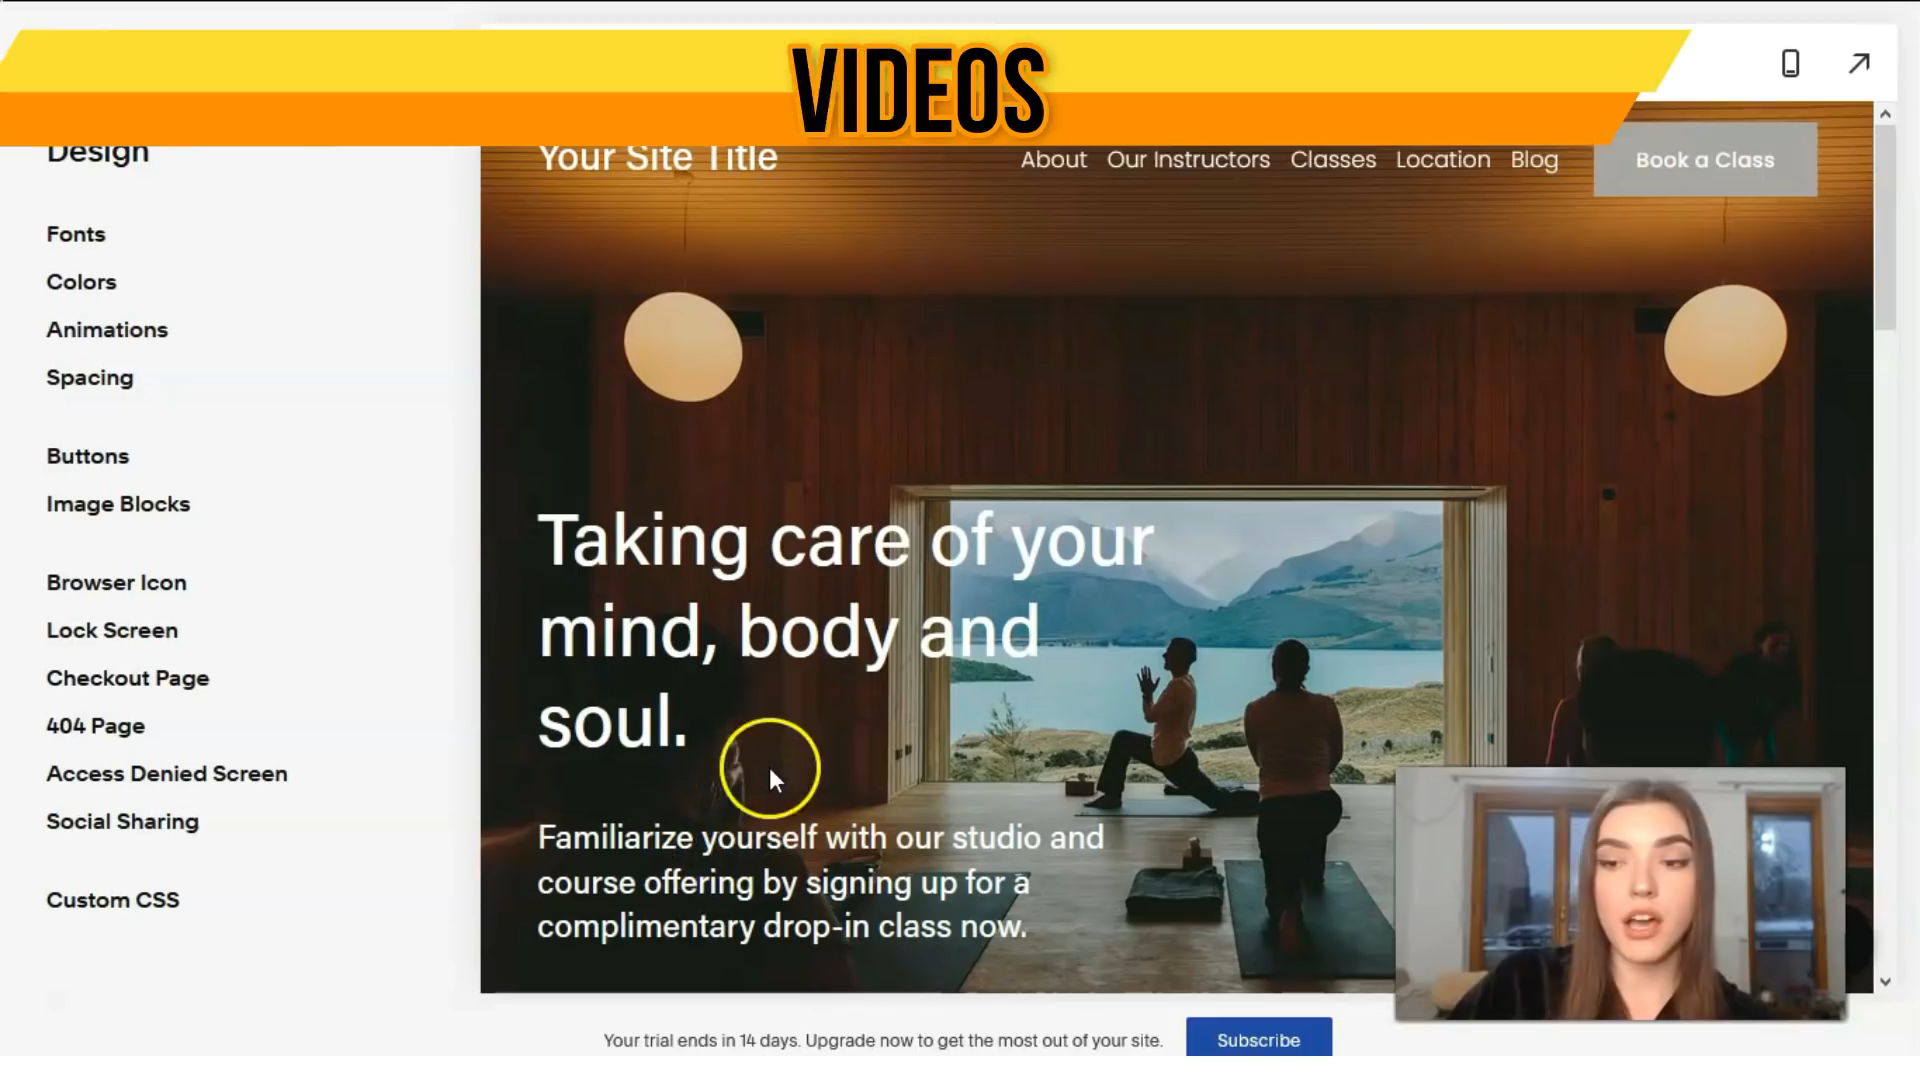 VIDEOS
Design
Fonts
Colors
Animations
Spacing
Buttons
Image Blocks
Browser Icon
Lock Screen
Checkout Page
404 Page
Access Denied Screen
Social Sharing
Custom CSS
Your Site Title
About Our Instructors Classes Location Blog Book a Class
Taking care of your
mind, body and
soul.
Familiarize yourself with our studio and
course offering by signing up for a
complimentary drop-in class now.
Your trial ends in 14 days. Upgrade now to get the most out of your site. Subscribe